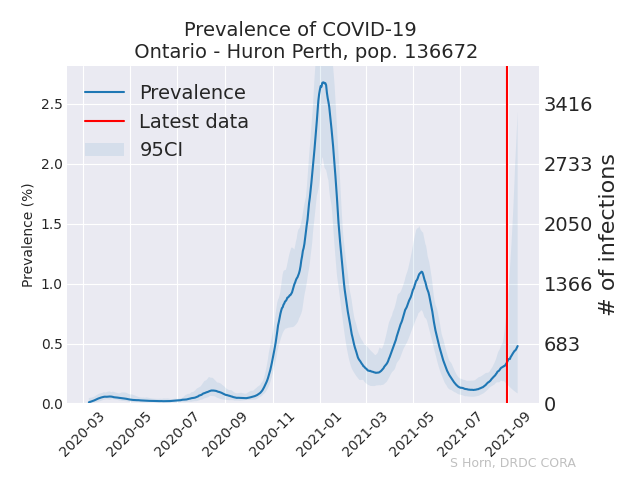 Prevalence of COVID-19
Ontario - Huron Perth, pop. 136672
Prevalence
Latest data
95CI
Prevalence (%)
2.5
2.0
1.5
1.0
0.5
0.0
3416
2733
2050
1366
683
0
# of infections
2020-03
2020-05
2020-07
2020-09
2020-11
2021-01
2021-03
2021-05
2021-07
2021-09
S Horn, DRDC CORA